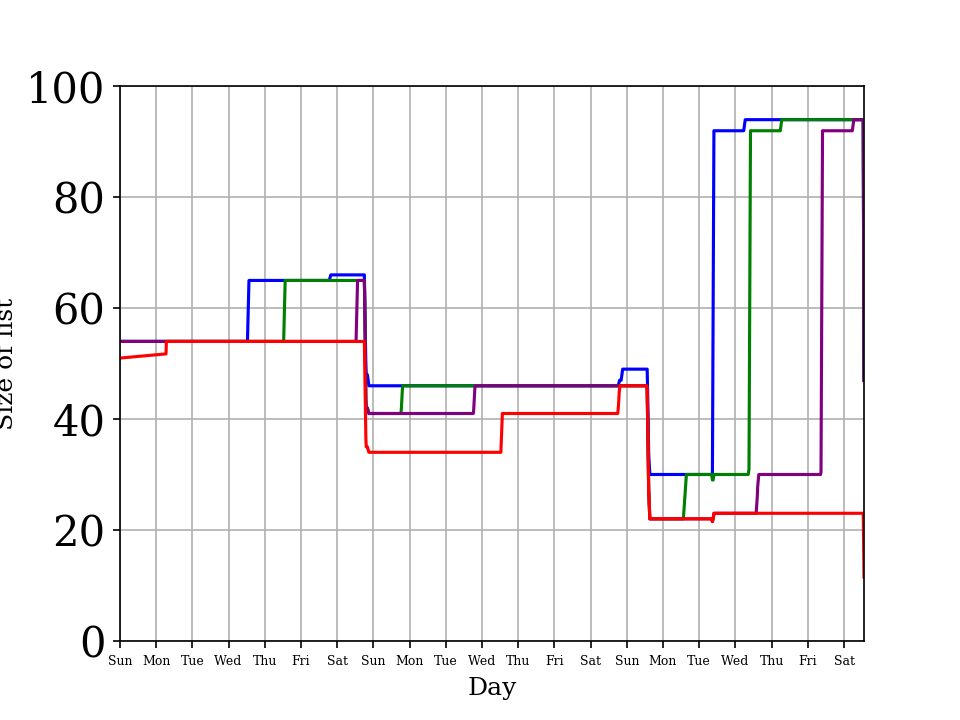 100
80
60
40
20
0
Size of list
Sun Mon Tue Wed Thu Fri Sat Sun Mon Tue Wed Thu Fri Sat Sun Mon Tue Wed Thu Fri Sat
Day